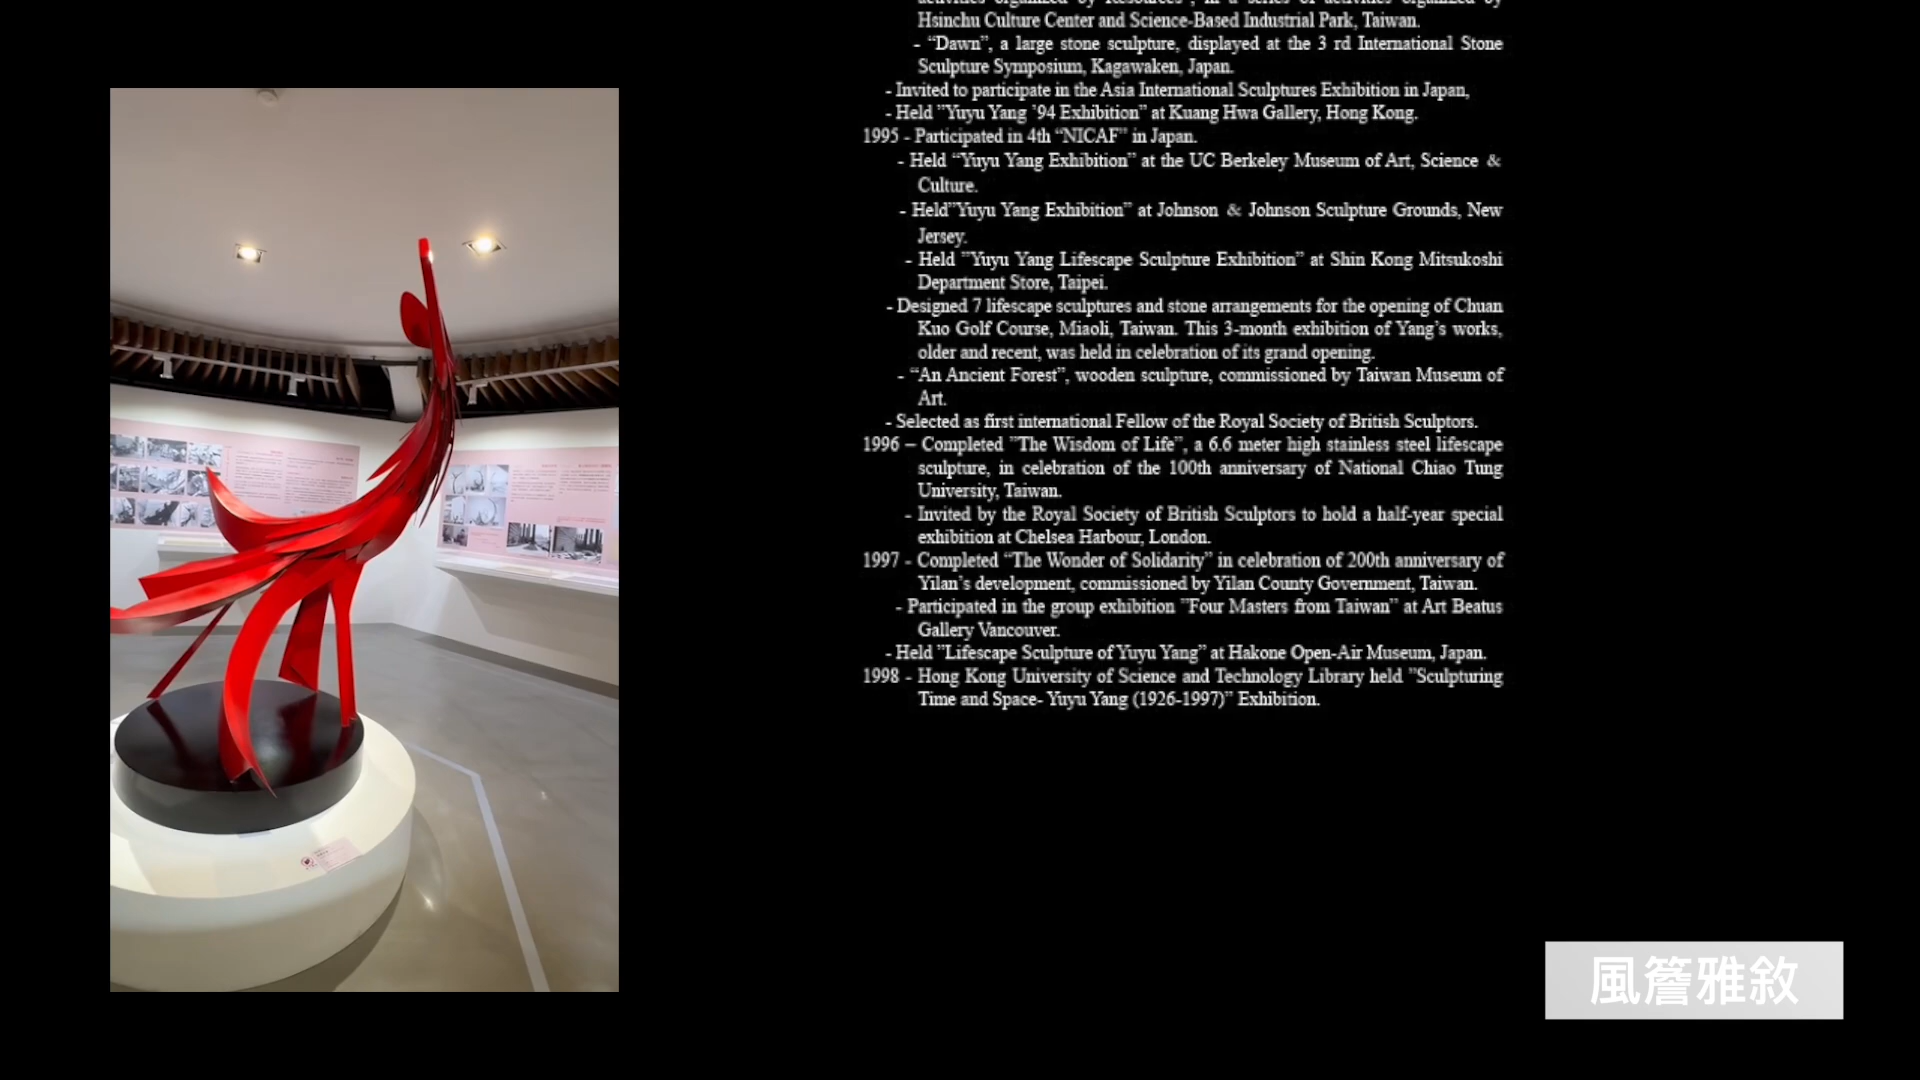 activities organized by Resources", in a series of activities organized by
Hsinchu Culture Center and Science-Based Industrial Park, Taiwan.
- “Dawn”, a large stone sculpture, displayed at the 3 rd International Stone
Sculpture Symposium, Kagawaken, Japan.
- Invited to participate in the Asia International Sculptures Exhibition in Japan,
- Held ”Yuyu Yang ’94 Exhibition” at Kuang Hwa Gallery, Hong Kong.
1995 - Participated in 4th “NICAF” in Japan.
- Held “Yuyu Yang Exhibition” at the UC Berkeley Museum of Art, Science &
Culture.
- Held”Yuyu Yang Exhibition” at Johnson & Johnson Sculpture Grounds, New
Jersey.
- Held ”Yuyu Yang Lifescape Sculpture Exhibition” at Shin Kong Mitsukoshi
Department Store, Taipei.
- Designed 7 lifescape sculptures and stone arrangements for the opening of Chuan
Kuo Golf Course, Miaoli, Taiwan. This 3-month exhibition of Yang’s works,
older and recent, was held in celebration of its grand opening.
- “An Ancient Forest”, wooden sculpture, commissioned by Taiwan Museum of
Art.
- Selected as first international Fellow of the Royal Society of British Sculptors.
1996 – Completed ”The Wisdom of Life”, a 6.6 meter high stainless steel lifescape
sculpture, in celebration of the 100th anniversary of National Chiao Tung
University, Taiwan.
- Invited by the Royal Society of British Sculptors to hold a half-year special
exhibition at Chelsea Harbour, London.
1997 - Completed “The Wonder of Solidarity” in celebration of 200th anniversary of
Yilan’s development, commissioned by Yilan County Government, Taiwan.
- Participated in the group exhibition ”Four Masters from Taiwan” at Art Beatus
Gallery Vancouver.
- Held ”Lifescape Sculpture of Yuyu Yang” at Hakone Open-Air Museum, Japan.
1998 - Hong Kong University of Science and Technology Library held ”Sculpturing
Time and Space- Yuyu Yang (1926-1997)” Exhibition.
風簷雅敘